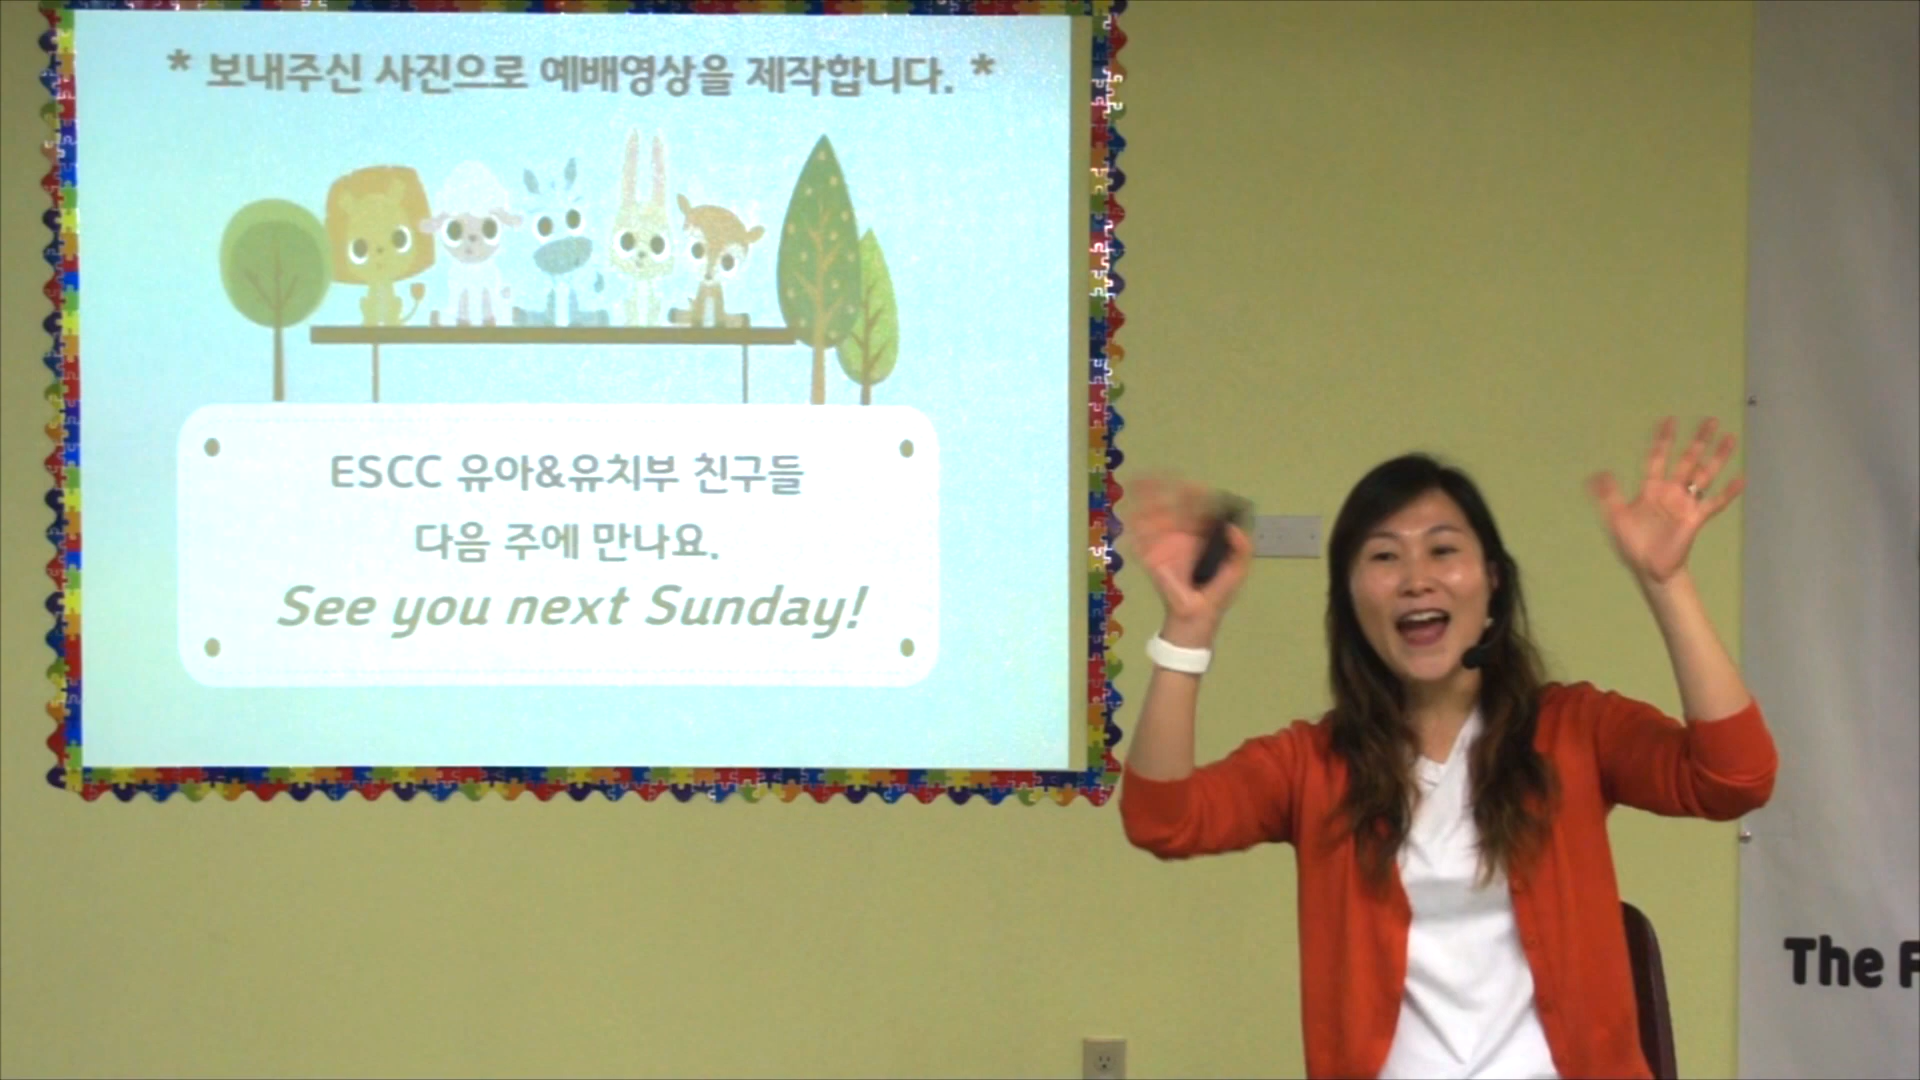 * 보내주신 사진으로 예배영상을 제작합니다. *
ESCC 유아&유치부 친구들
다음 주에 만나요.
See you next Sunday!
The F